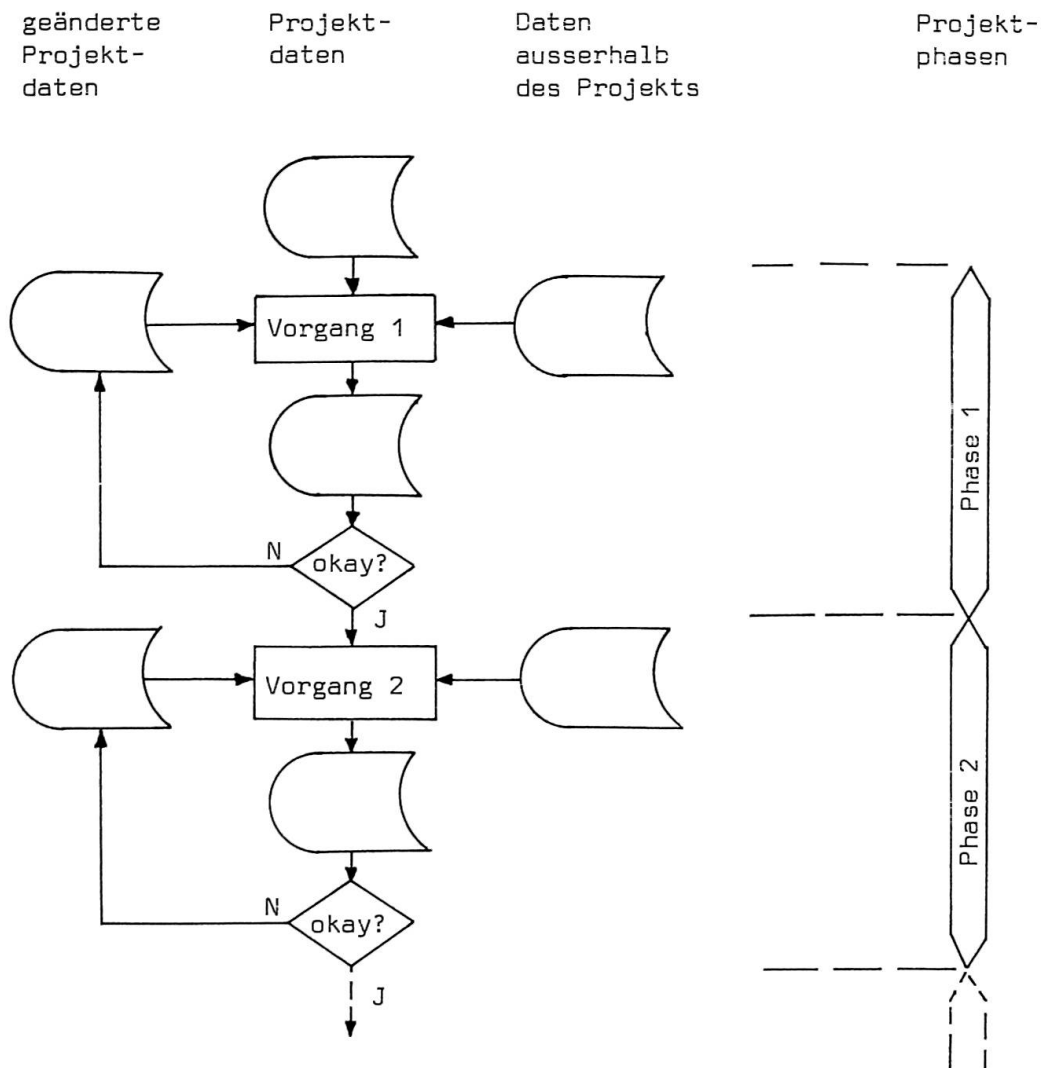 geänderte
Projekt-
daten
Projekt-
daten
Daten
ausserhalb
des Projekts
Projekt-
phasen
Vorgang 1
Phase 1
N
okay?
J
Vorgang 2
Phase 2
N
okay?
J